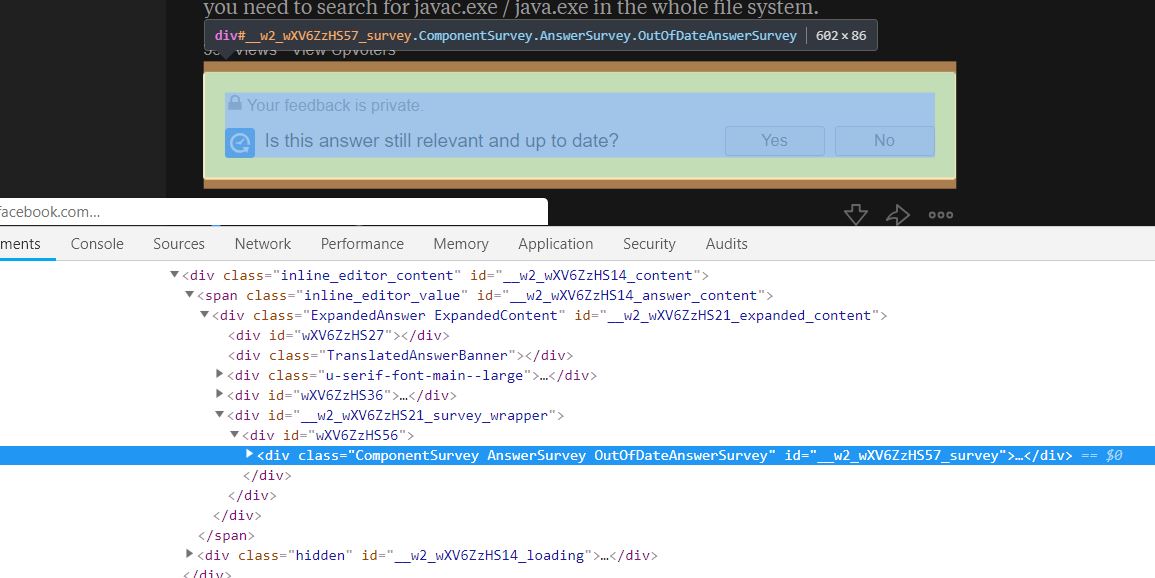 you need to search for javac.exe / java.exe in the whole file system.
div#__w2_wXV6ZzHS57_survey.ComponentSurvey.AnswerSurvey.OutOfDateAnswerSurvey 602 × 86
Views View Upvoters
Your feedback is private.
Is this answer still relevant and up to date? Yes No
facebook.com...
ments Console Sources Network Performance Memory Application Security Audits
<div class="inline_editor_content" id="__w2_wXV6ZzHS14_content">
<span class="inline_editor_value" id="__w2_wXV6ZzHS14_answer_content">
<div class="ExpandedAnswer ExpandedContent" id="__w2_wXV6ZzHS21_expanded_content">
<div id="wXV6ZzHS27"></div>
<div class="TranslatedAnswerBanner"></div>
<div class="u-serif-font-main--large">…</div>
<div id="wXV6ZzHS36">…</div>
<div id="__w2_wXV6ZzHS21_survey_wrapper">
<div id="wXV6ZzHS56">
<div class="ComponentSurvey AnswerSurvey OutOfDateAnswerSurvey" id="__w2_wXV6ZzHS57_survey">…</div> == $0
</div>
</div>
</div>
</span>
<div class="hidden" id="__w2_wXV6ZzHS14_loading">…</div>
</div>